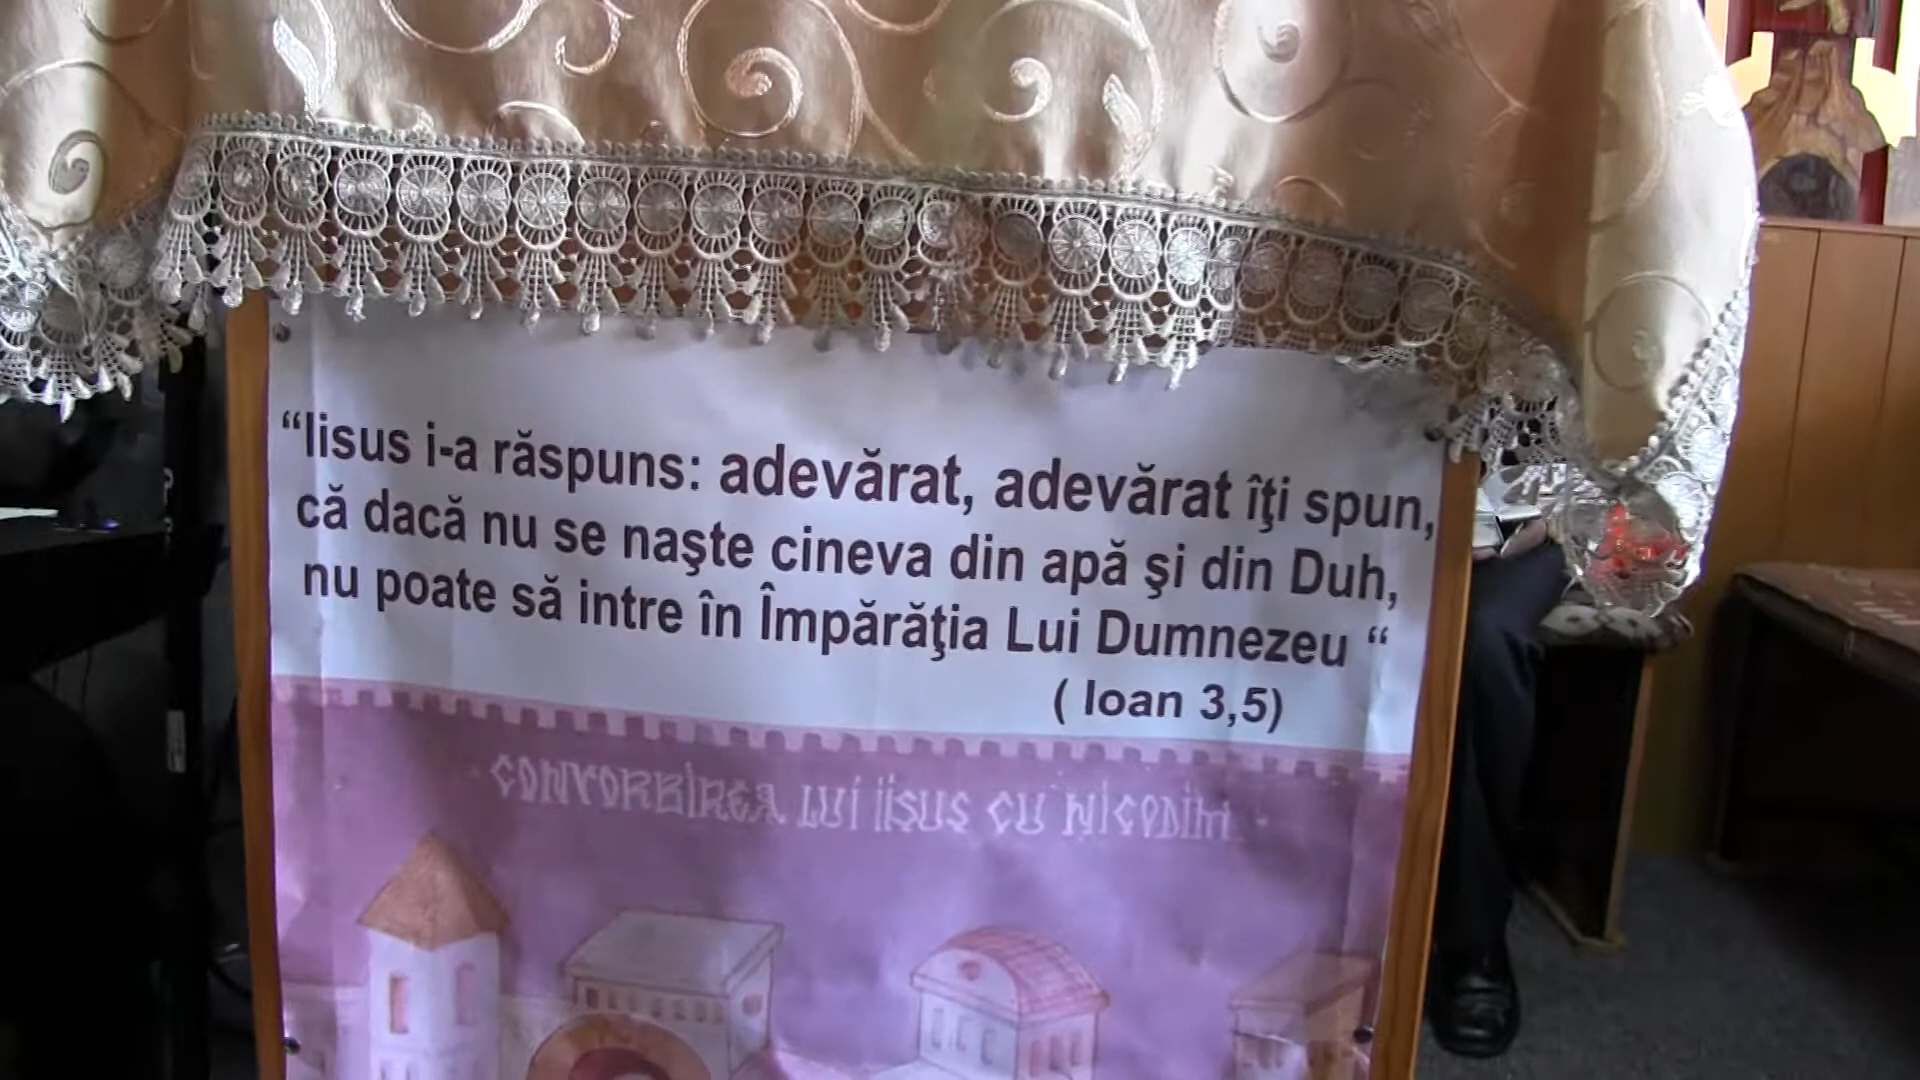 “Iisus i-a răspuns: adevărat, adevărat îţi spun,
că dacă nu se naşte cineva din apă şi din Duh,
nu poate să intre în Împărăţia Lui Dumnezeu “
( Ioan 3,5)
CONVORBIREA LUI IISUS CU NICODIM